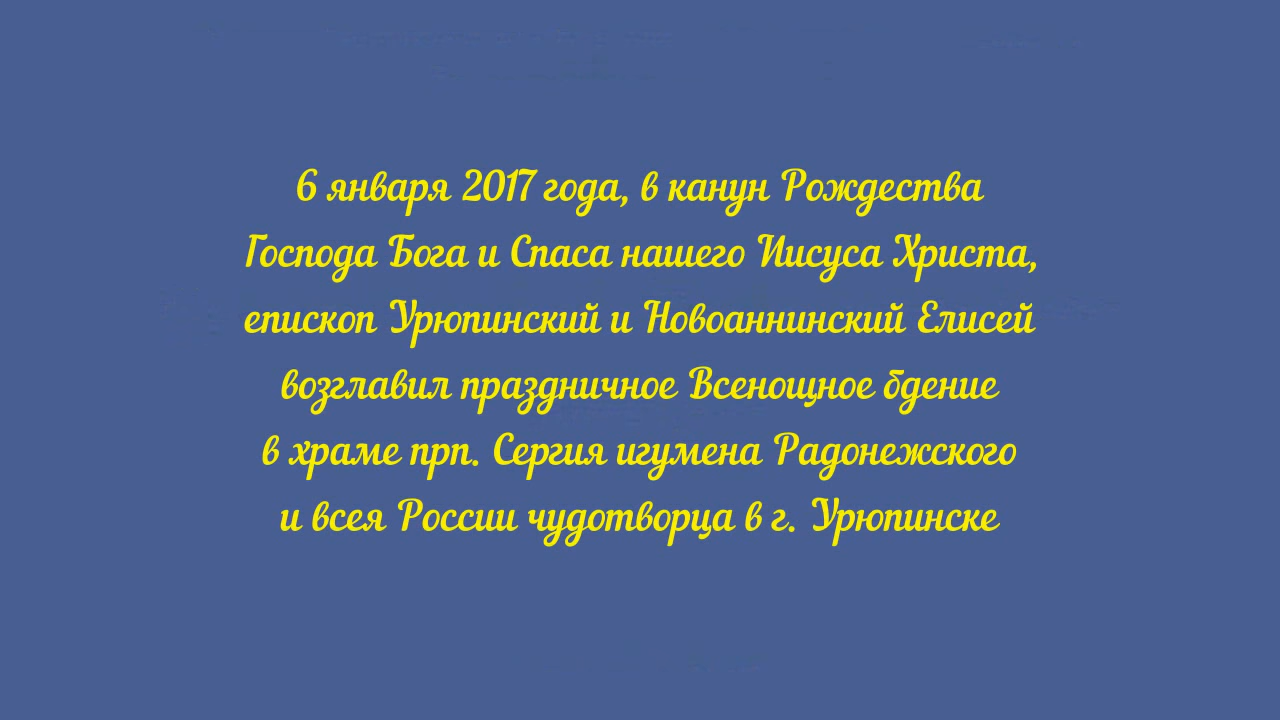 6 января 2017 года, в канун Рождества
Господа Бога и Спаса нашего Иисуса Христа,
епископ Урюпинский и Новоаннинский Елисей
возглавил праздничное Всенощное бдение
в храме прп. Сергия игумена Радонежского
и всея России чудотворца в г. Урюпинске